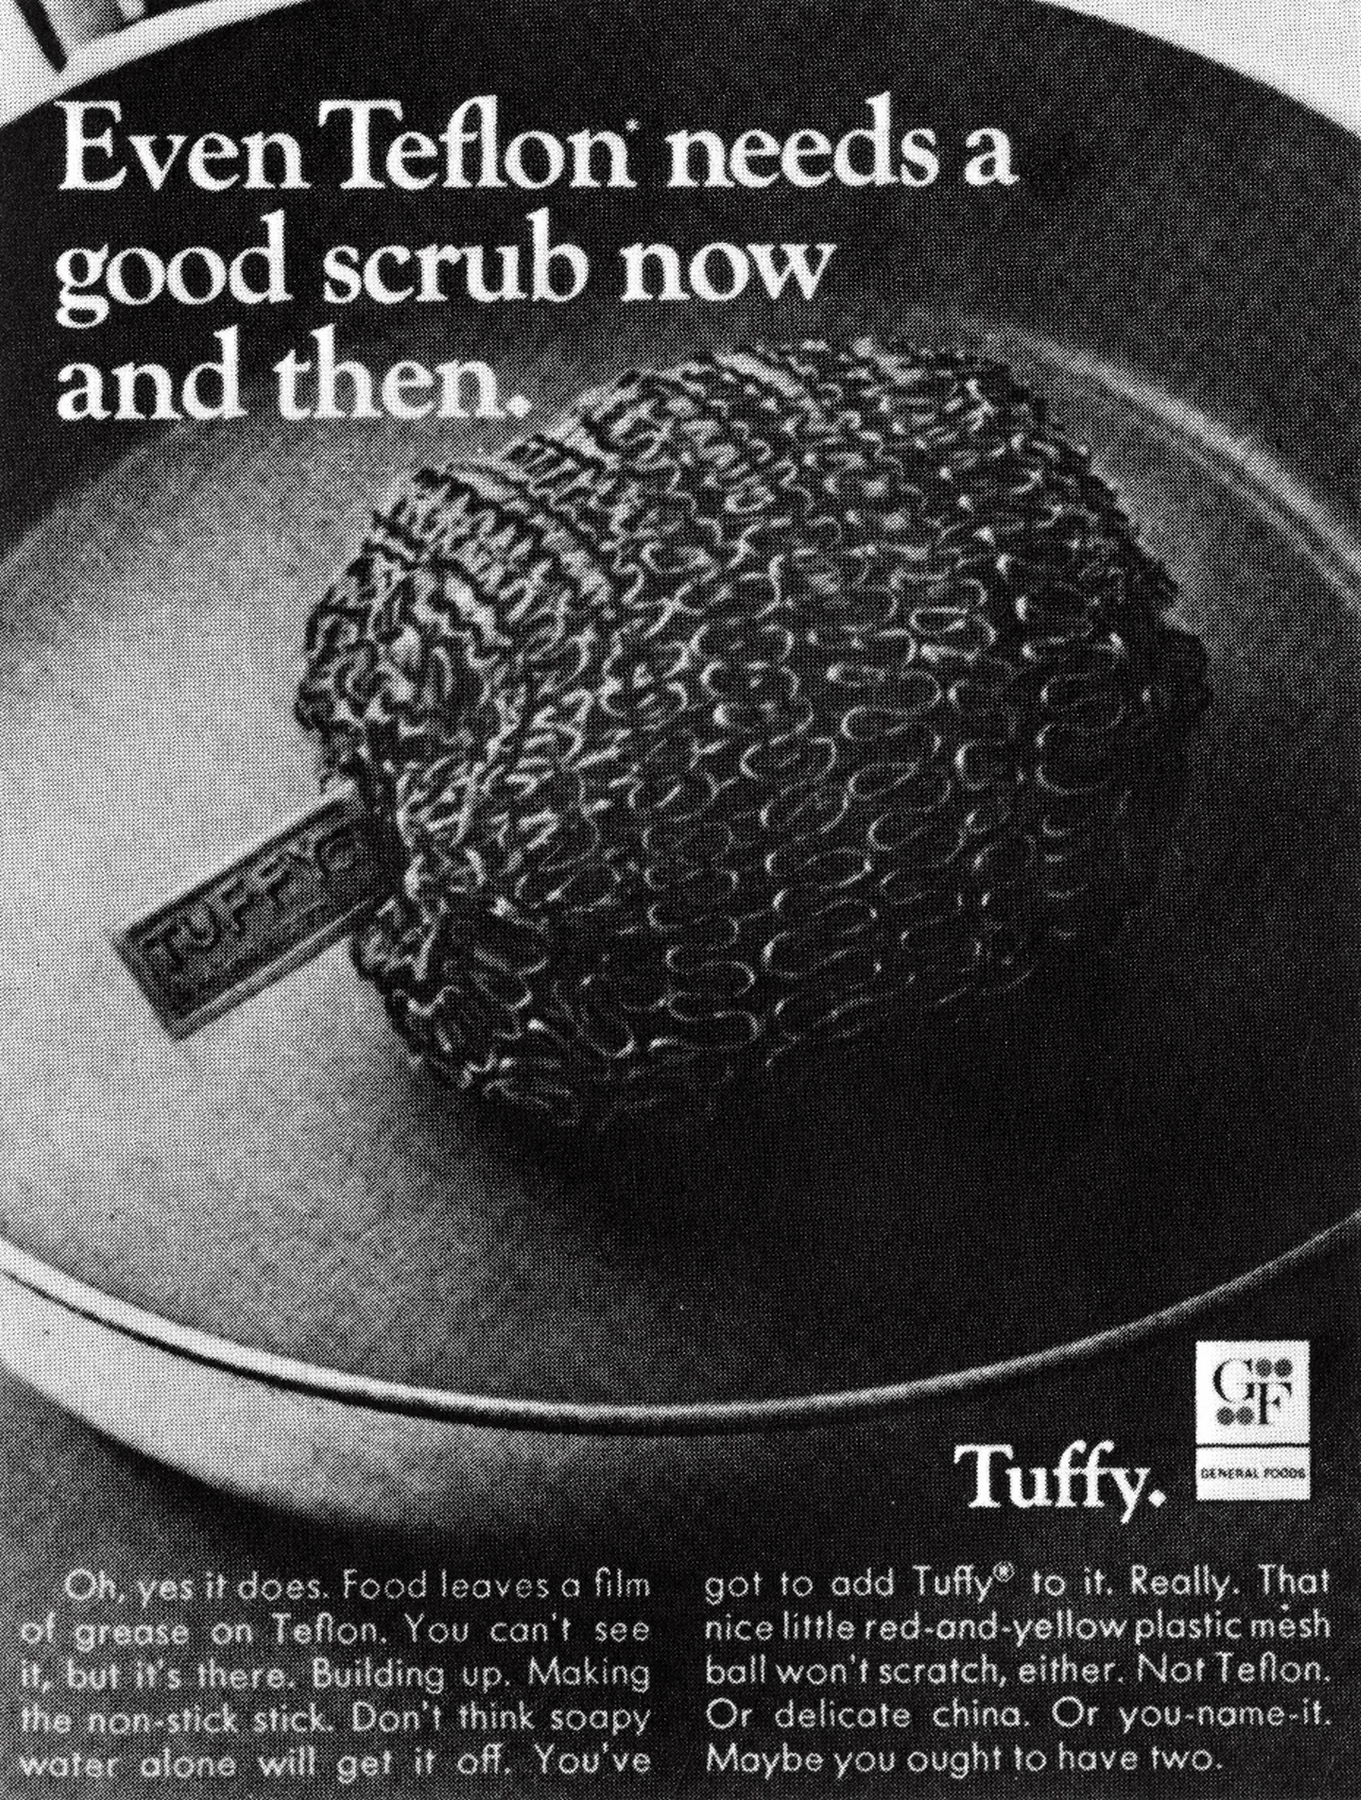 Even Teflon* needs a
good scrub now
and then.
TUFFY
Tuffy.
GF
GENERAL FOODS
Oh, yes it does. Food leaves a film
of grease on Teflon. You can't see
it, but it's there. Building up. Making
the non-stick stick. Don't think soapy
water alone will get it off. You've
got to add Tuffy® to it. Really. That
nice little red-and-yellow plastic mesh
ball won't scratch, either. Not Teflon.
Or delicate china. Or you-name-it.
Maybe you ought to have two.